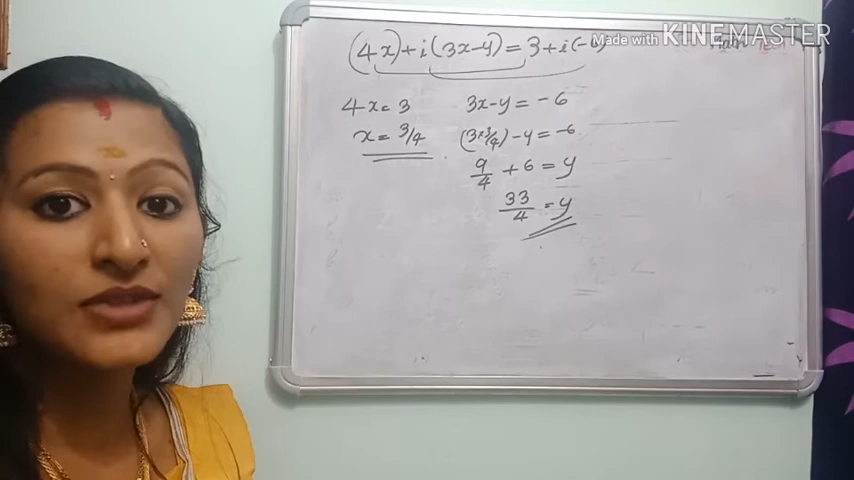 (4x)+i(3x-y)=3+i(-6)
Made with KINEMASTER
4x=3 3x-y=-6
x=3/4 (3×3/4)-y=-6
9/4 +6=y
33/4 =y